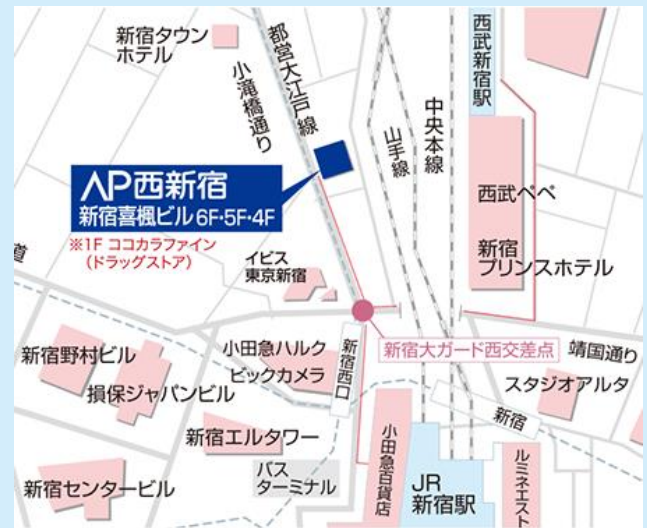 新宿タウン
ホテル
小滝橋通り
都営大江戸線
山手線
中央本線
西武新宿駅
AP西新宿
新宿喜楓ビル 6F・5F・4F
※1F ココカラファイン
(ドラッグストア)
西武ペペ
新宿
プリンスホテル
イビス
東京新宿
道
新宿大ガード西交差点
靖国通り
新宿野村ビル
損保ジャパンビル
小田急ハルク
ビックカメラ
新宿西口
スタジオアルタ
新宿
新宿エルタワー
バス
ターミナル
小田急百貨店
JR
新宿駅
ルミネエスト
新宿センタービル